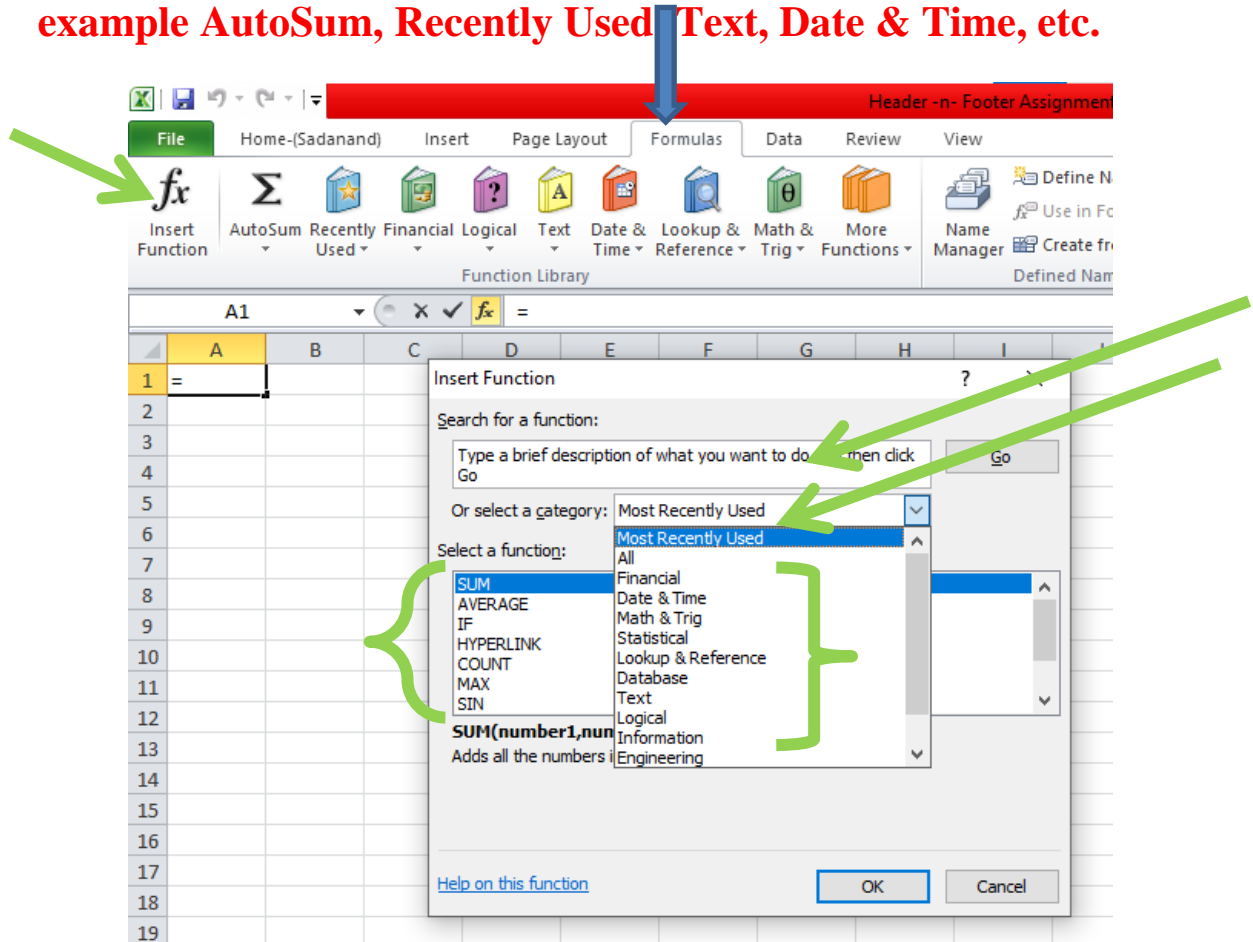 example AutoSum, Recently Used, Text, Date & Time, etc.
Header -n- Footer Assignment
File Home-(Sadanand) Insert Page Layout Formulas Data Review View
fx Σ ? A θ Define
Insert AutoSum Recently Financial Logical Text Date & Lookup & Math & More Name Use in
Function Used Time Reference Trig Functions Manager Create
Function Library Defined
A1 fx =
A B C D E F G H I
1 =
2
3
4
5
6
7
8
9
10
11
12
13
14
15
16
17
18
19
Insert Function ?
Search for a function:
Type a brief description of what you want to do then click
Go
Go
Or select a category: Most Recently Used
Most Recently Used
All
Financial
Date & Time
Math & Trig
Statistical
Lookup & Reference
Database
Text
Logical
Information
Engineering
Select a function:
SUM
AVERAGE
IF
HYPERLINK
COUNT
MAX
SIN
SUM(number1,
Adds all the numbers
Help on this function
OK Cancel